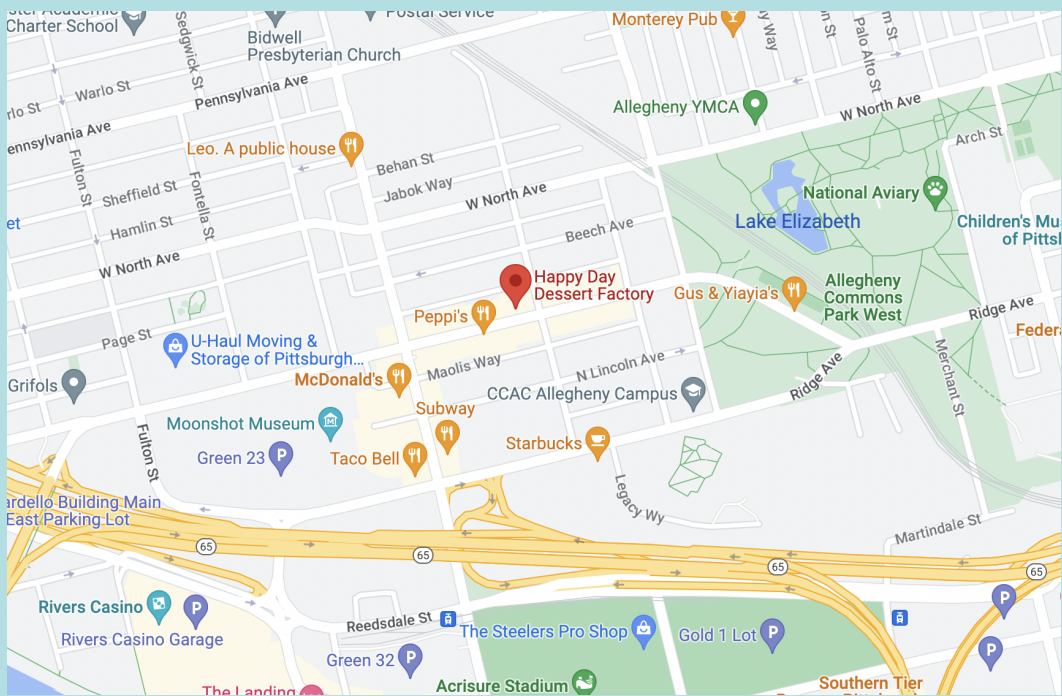 Charter School
Postal Service
Sedgwick St
Bidwell
Presbyterian Church
Monterey Pub
Palo Alto St
Warlo St
Pennsylvania Ave
Allegheny YMCA
W North Ave
Arch St
Leo. A public house
Behan St
Jabok Way
Fulton St
Sheffield St
Fontella St
Hamlin St
W North Ave
W North Ave
Beech Ave
National Aviary
Lake Elizabeth
Happy Day
Dessert Factory
Gus & Yiayia's
Allegheny
Commons
Park West
Ridge Ave
Peppi's
Page St
U-Haul Moving &
Storage of Pittsburgh...
Maolis Way
N Lincoln Ave
Ridge Ave
Merchant St
Grifols
McDonald's
CCAC Allegheny Campus
Subway
Moonshot Museum
Green 23
P
Fulton St
Taco Bell
Starbucks
Legacy Wy
Building Main
East Parking Lot
Martindale St
65
65
65
65
Rivers Casino
P
Rivers Casino Garage
Reedsdale St
The Steelers Pro Shop
Gold 1 Lot
P
P
P
Green 32
P
The Landing
Acrisure Stadium
Southern Tier